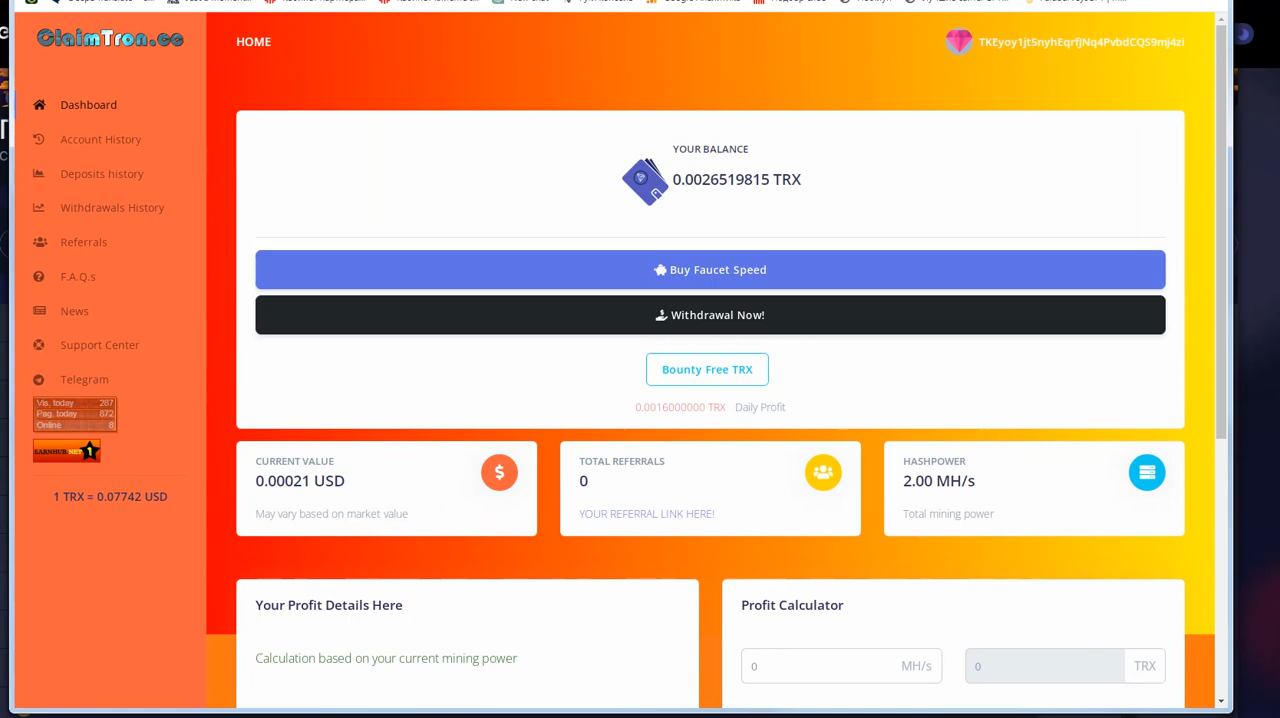 ClaimTron.cc
HOME
TKEyoy1jt5nyhEqrfJNq4PvbdCQS9mj4zi
Dashboard
Account History
Deposits history
Withdrawals History
Referrals
F.A.Q.s
News
Support Center
Telegram
Vis. today 287
Pag. today 872
Online 8
EARNHUB.NET 1
1 TRX = 0.07742 USD
YOUR BALANCE
0.0026519815 TRX
Buy Faucet Speed
Withdrawal Now!
Bounty Free TRX
0.0016000000 TRX Daily Profit
CURRENT VALUE
0.00021 USD
May vary based on market value
TOTAL REFERRALS
0
YOUR REFERRAL LINK HERE!
HASHPOWER
2.00 MH/s
Total mining power
Your Profit Details Here
Calculation based on your current mining power
Profit Calculator
0 MH/s
0 TRX